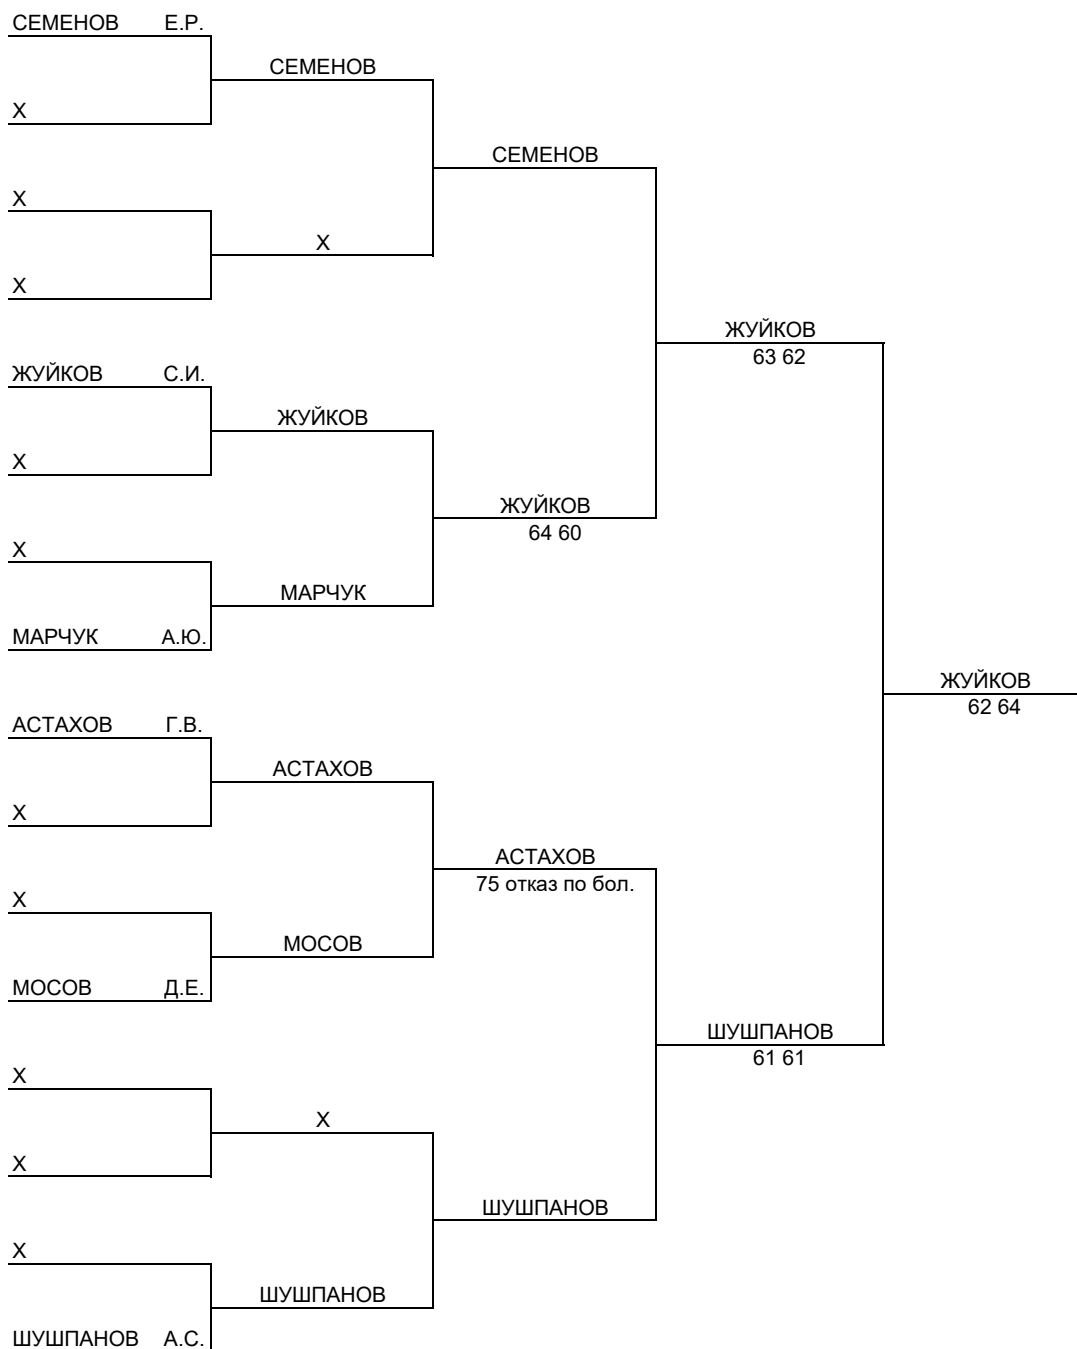 СЕМЕНОВ Е.Р.
СЕМЕНОВ
X
СЕМЕНОВ
X
X
X
ЖУЙКОВ
63 62
ЖУЙКОВ С.И.
ЖУЙКОВ
X
ЖУЙКОВ
64 60
X
МАРЧУК
МАРЧУК А.Ю.
ЖУЙКОВ
62 64
АСТАХОВ Г.В.
АСТАХОВ
X
АСТАХОВ
75 отказ по бол.
X
МОСОВ
МОСОВ Д.Е.
ШУШПАНОВ
61 61
X
X
X
ШУШПАНОВ
X
ШУШПАНОВ
ШУШПАНОВ А.С.